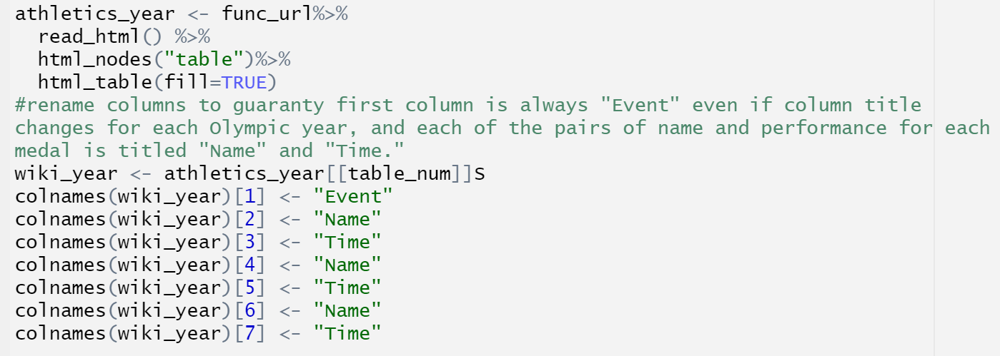 athletics_year <- func_url%>%
  read_html() %>%
  html_nodes("table")%>%
  html_table(fill=TRUE)
#rename columns to guaranty first column is always "Event" even if column title
changes for each Olympic year, and each of the pairs of name and performance for each
medal is titled "Name" and "Time."
wiki_year <- athletics_year[[table_num]]S
colnames(wiki_year)[1] <- "Event"
colnames(wiki_year)[2] <- "Name"
colnames(wiki_year)[3] <- "Time"
colnames(wiki_year)[4] <- "Name"
colnames(wiki_year)[5] <- "Time"
colnames(wiki_year)[6] <- "Name"
colnames(wiki_year)[7] <- "Time"